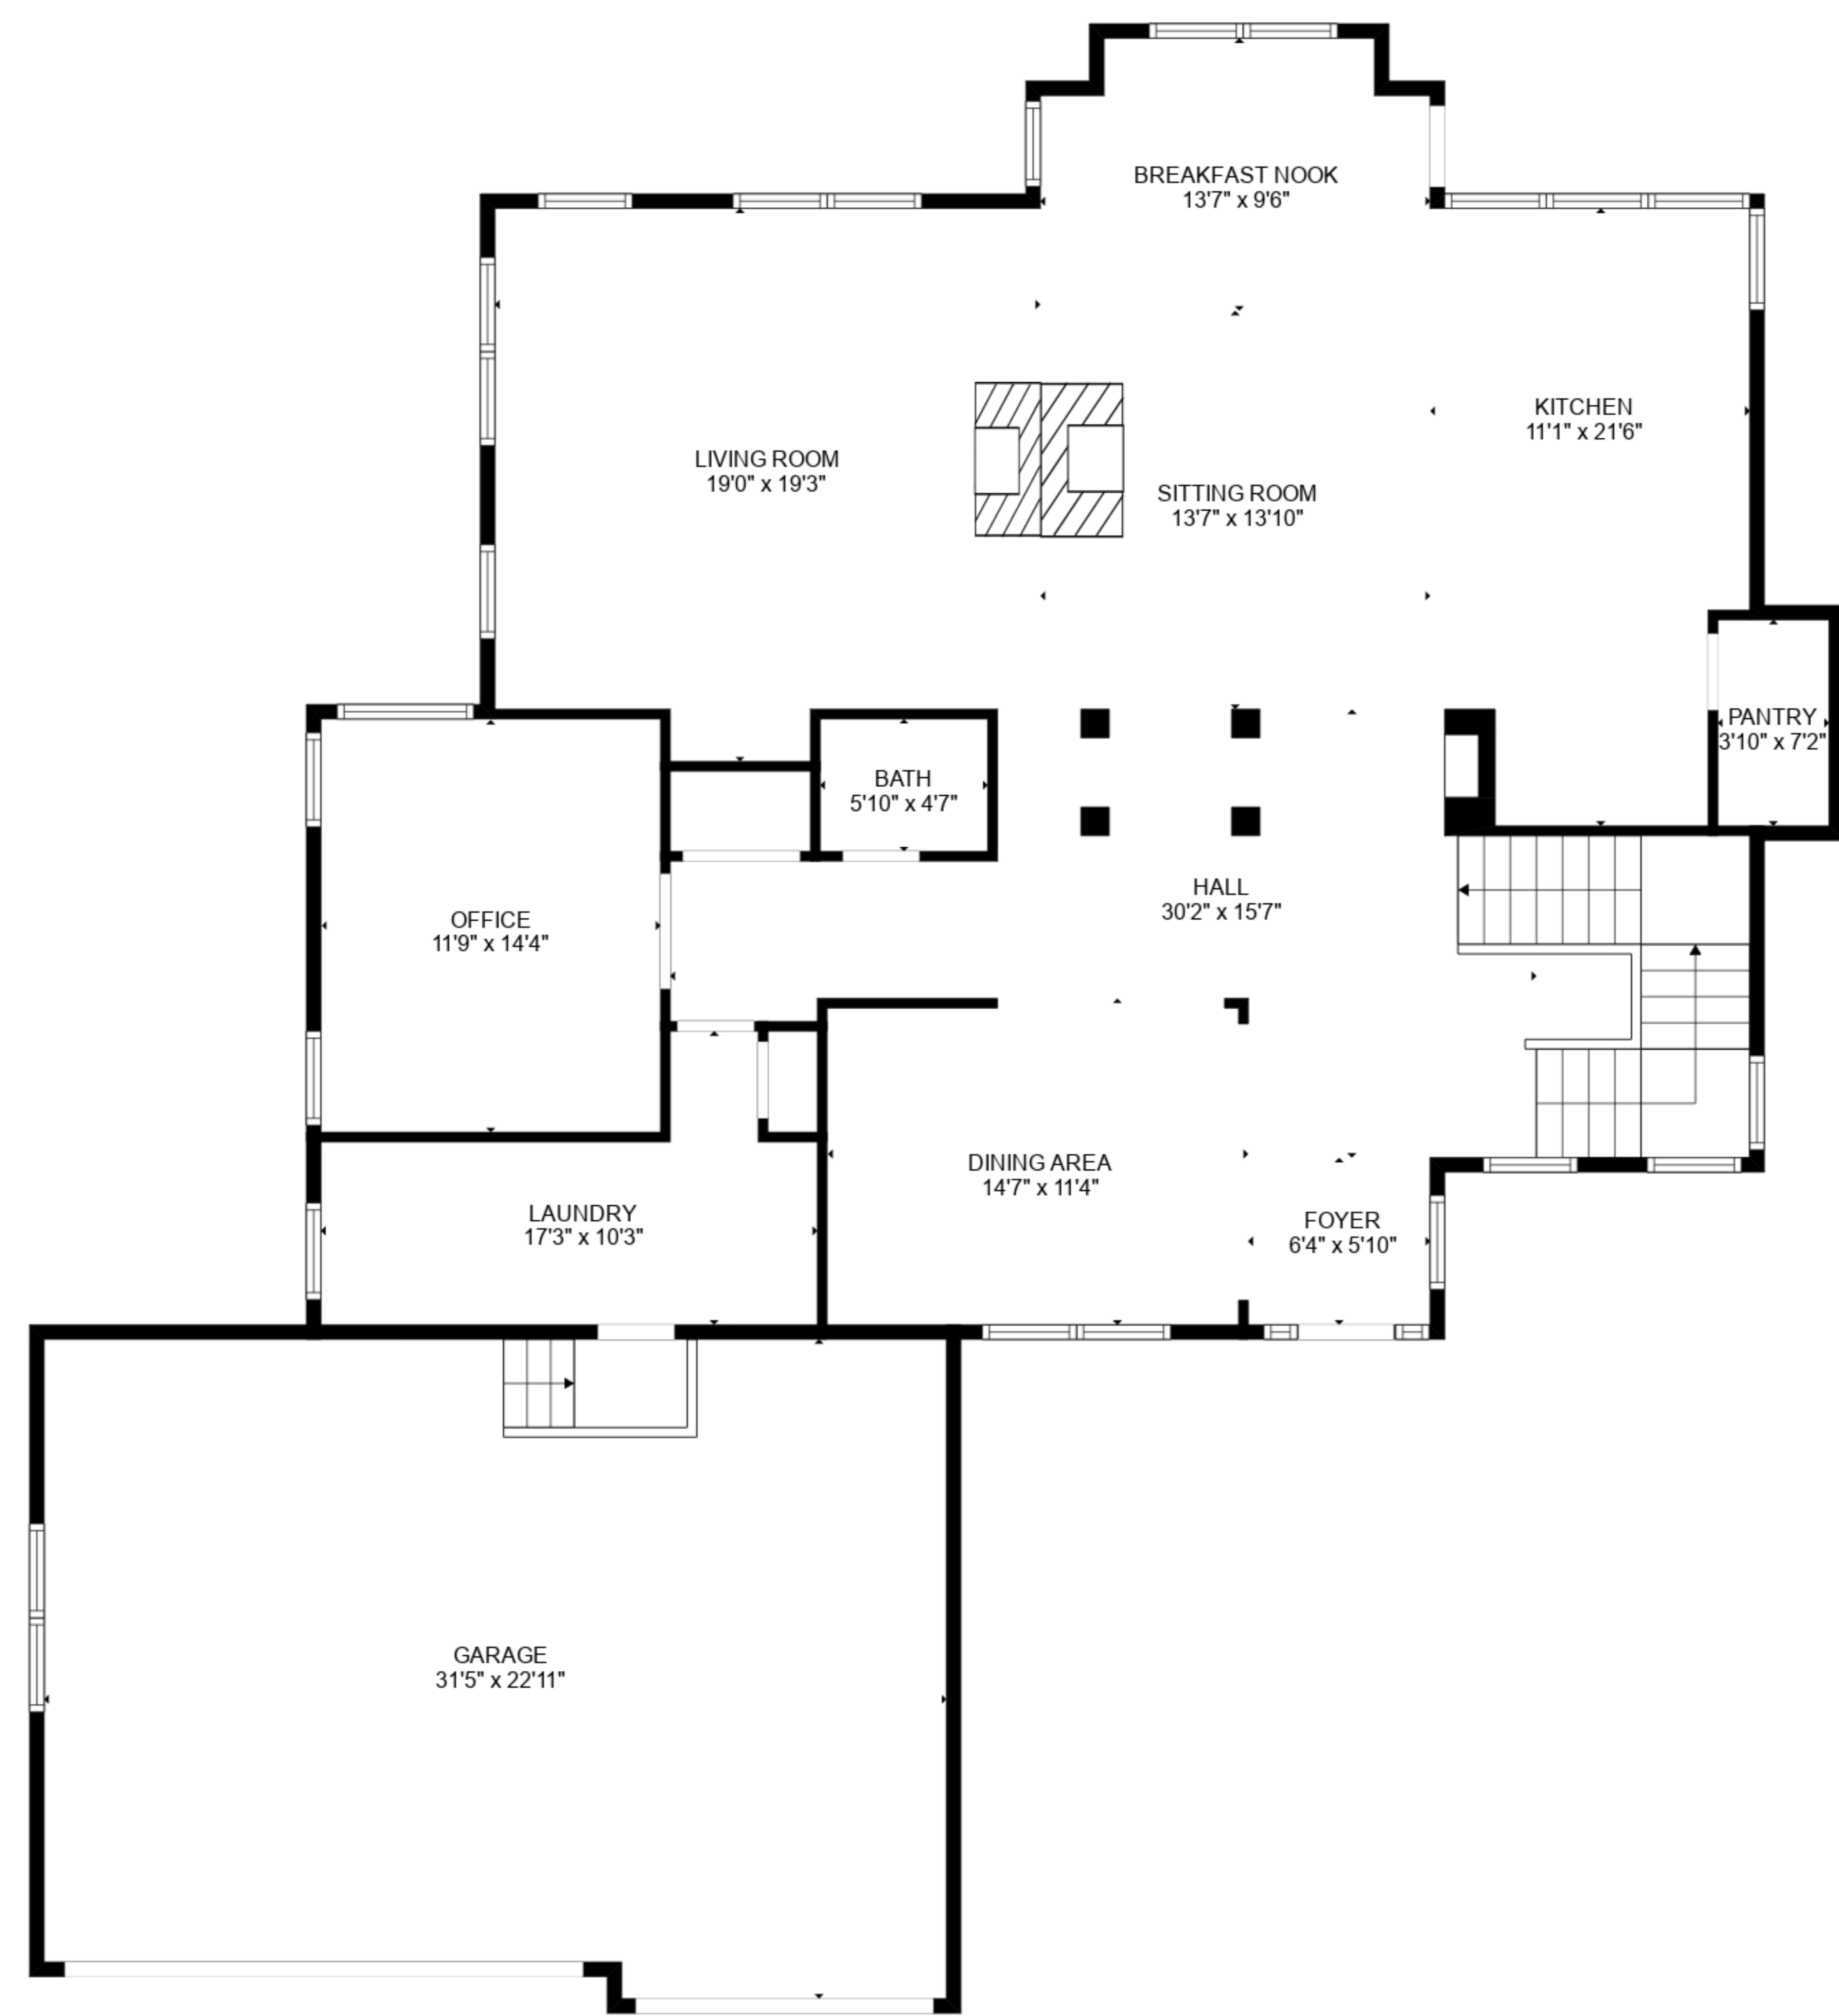 BREAKFAST NOOK
13'7" x 9'6"
KITCHEN
11'1" x 21'6"
LIVING ROOM
19'0" x 19'3"
SITTING ROOM
13'7" x 13'10"
PANTRY
3'10" x 7'2"
BATH
5'10" x 4'7"
HALL
30'2" x 15'7"
OFFICE
11'9" x 14'4"
DINING AREA
14'7" x 11'4"
LAUNDRY
17'3" x 10'3"
FOYER
6'4" x 5'10"
GARAGE
31'5" x 22'11"